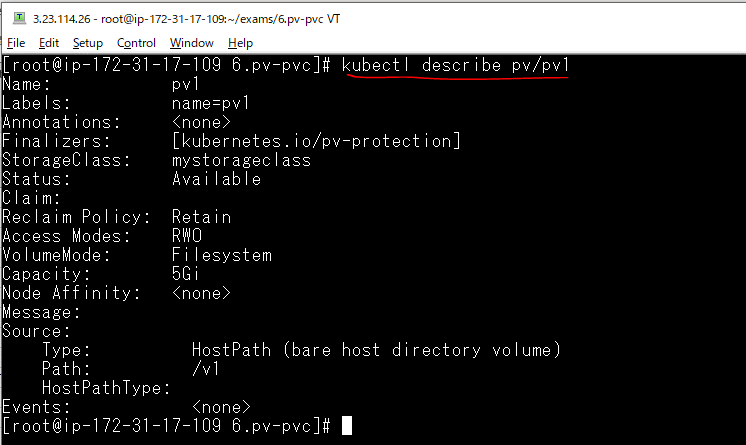 3.23.114.26 - root@ip-172-31-17-109:~/exams/6.pv-pvc VT
File Edit Setup Control Window Help
[root@ip-172-31-17-109 6.pv-pvc]# kubectl describe pv/pv1
Name: pv1
Labels: name=pv1
Annotations: <none>
Finalizers: [kubernetes.io/pv-protection]
StorageClass: mystorageclass
Status: Available
Claim:
Reclaim Policy: Retain
Access Modes: RWO
VolumeMode: Filesystem
Capacity: 5Gi
Node Affinity: <none>
Message:
Source:
Type: HostPath (bare host directory volume)
Path: /v1
HostPathType:
Events: <none>
[root@ip-172-31-17-109 6.pv-pvc]#